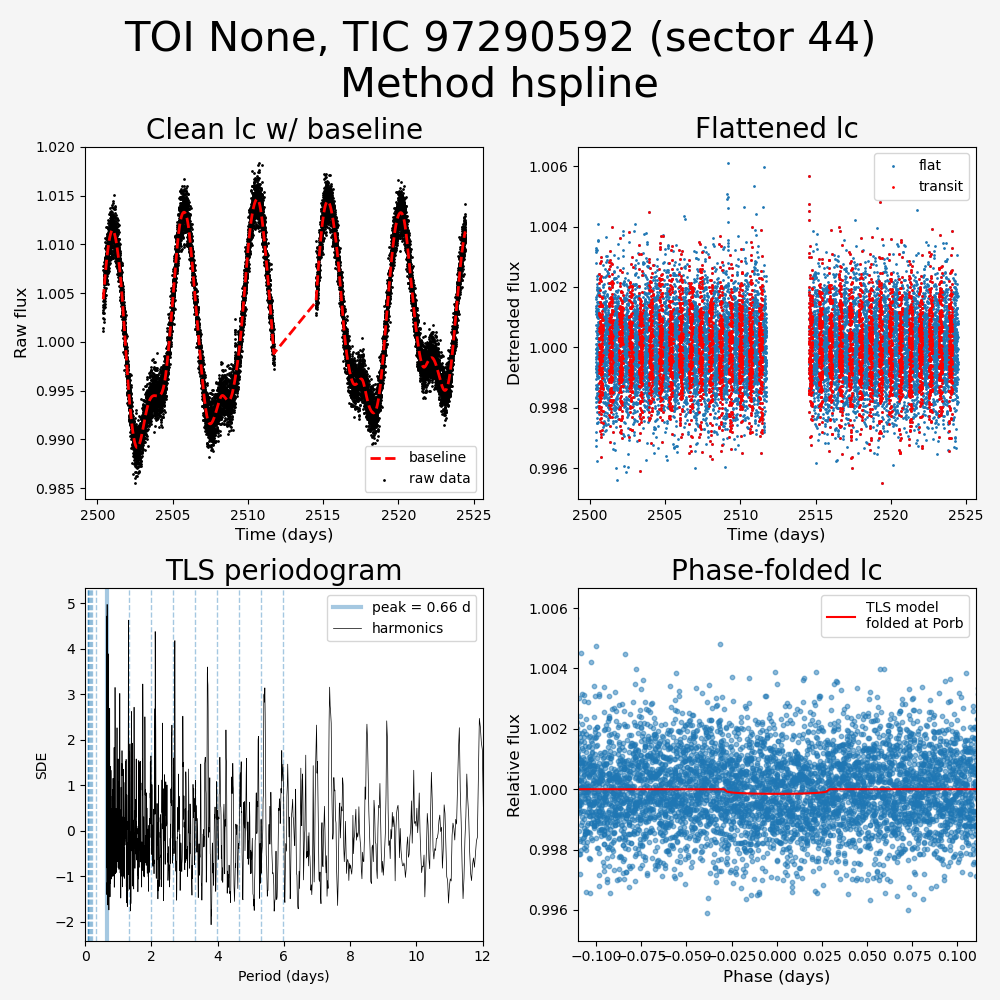 TOI None, TIC 97290592 (sector 44)
Method hspline
Clean lc w/ baseline
Raw flux
1.020
1.015
1.010
1.005
1.000
0.995
0.990
0.985
baseline
raw data
2500 2505 2510 2515 2520 2525
Time (days)
Flattened lc
Detrended flux
1.006
1.004
1.002
1.000
0.998
0.996
flat
transit
2500 2505 2510 2515 2520 2525
Time (days)
TLS periodogram
SDE
5
4
3
2
1
0
−1
−2
peak = 0.66 d
harmonics
0 2 4 6 8 10 12
Period (days)
Phase-folded lc
Relative flux
1.006
1.004
1.002
1.000
0.998
0.996
TLS model
folded at Porb
−0.100 −0.075 −0.050 −0.025 0.000 0.025 0.050 0.075 0.100
Phase (days)